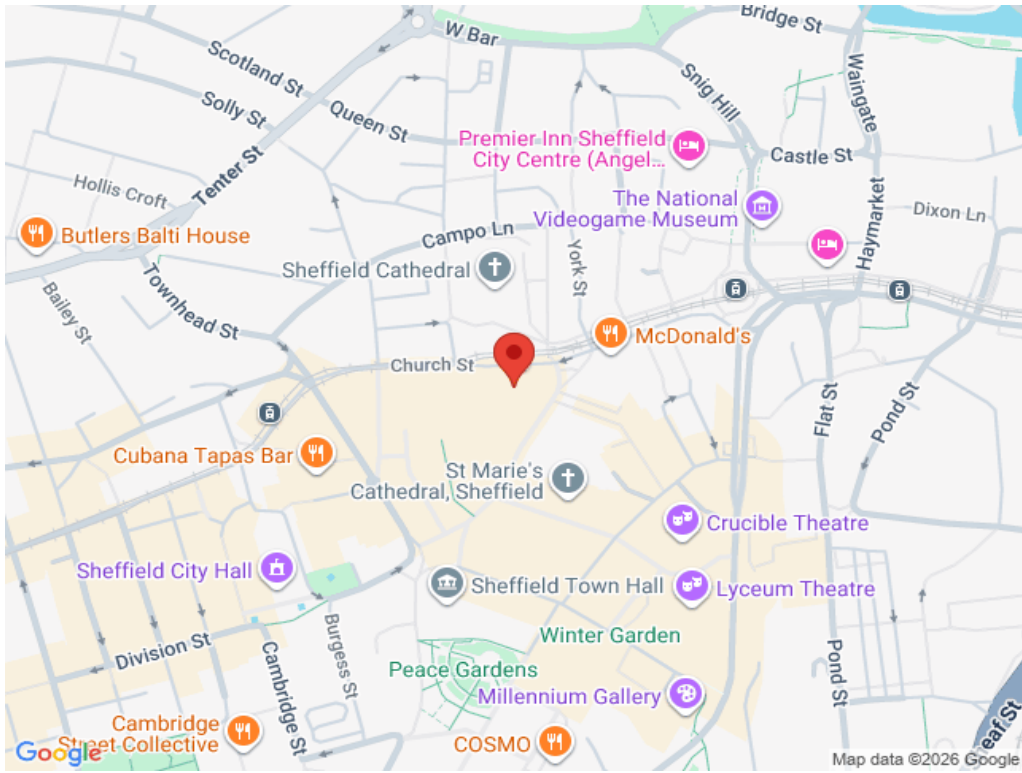 Bridge St
W Bar
Scotland St
Snig Hill
Waingate
Solly St
Queen St
Premier Inn Sheffield
City Centre (Angel...
Castle St
Tenter St
Hollis Croft
The National
Videogame Museum
Dixon Ln
Haymarket
Butlers Balti House
Campo Ln
York St
Sheffield Cathedral
Townhead St
Bailey St
McDonald's
Church St
Flat St
Pond St
Cubana Tapas Bar
St Marie's
Cathedral, Sheffield
Crucible Theatre
Sheffield City Hall
Sheffield Town Hall
Lyceum Theatre
Burgess St
Winter Garden
Division St
Cambridge St
Peace Gardens
Pond St
Millennium Gallery
Sheaf St
Cambridge
Street Collective
COSMO
Google
Map data ©2026 Google